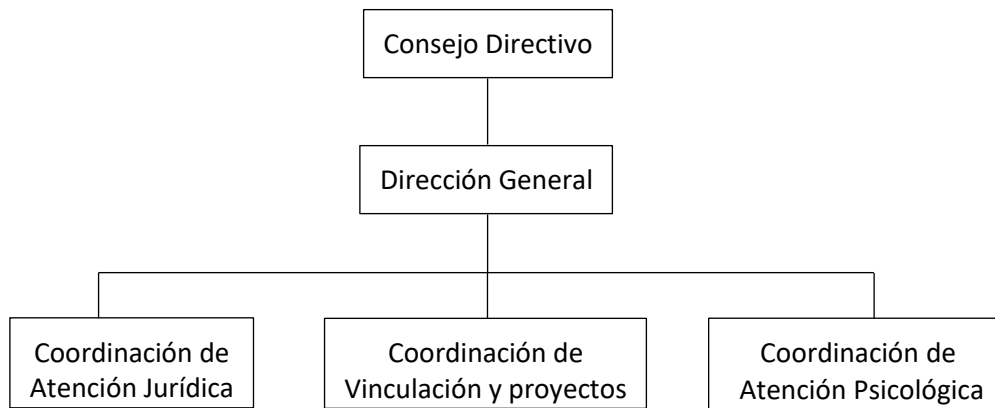 Consejo Directivo
Dirección General
Coordinación de
Atención Jurídica
Coordinación de
Vinculación y proyectos
Coordinación de
Atención Psicológica